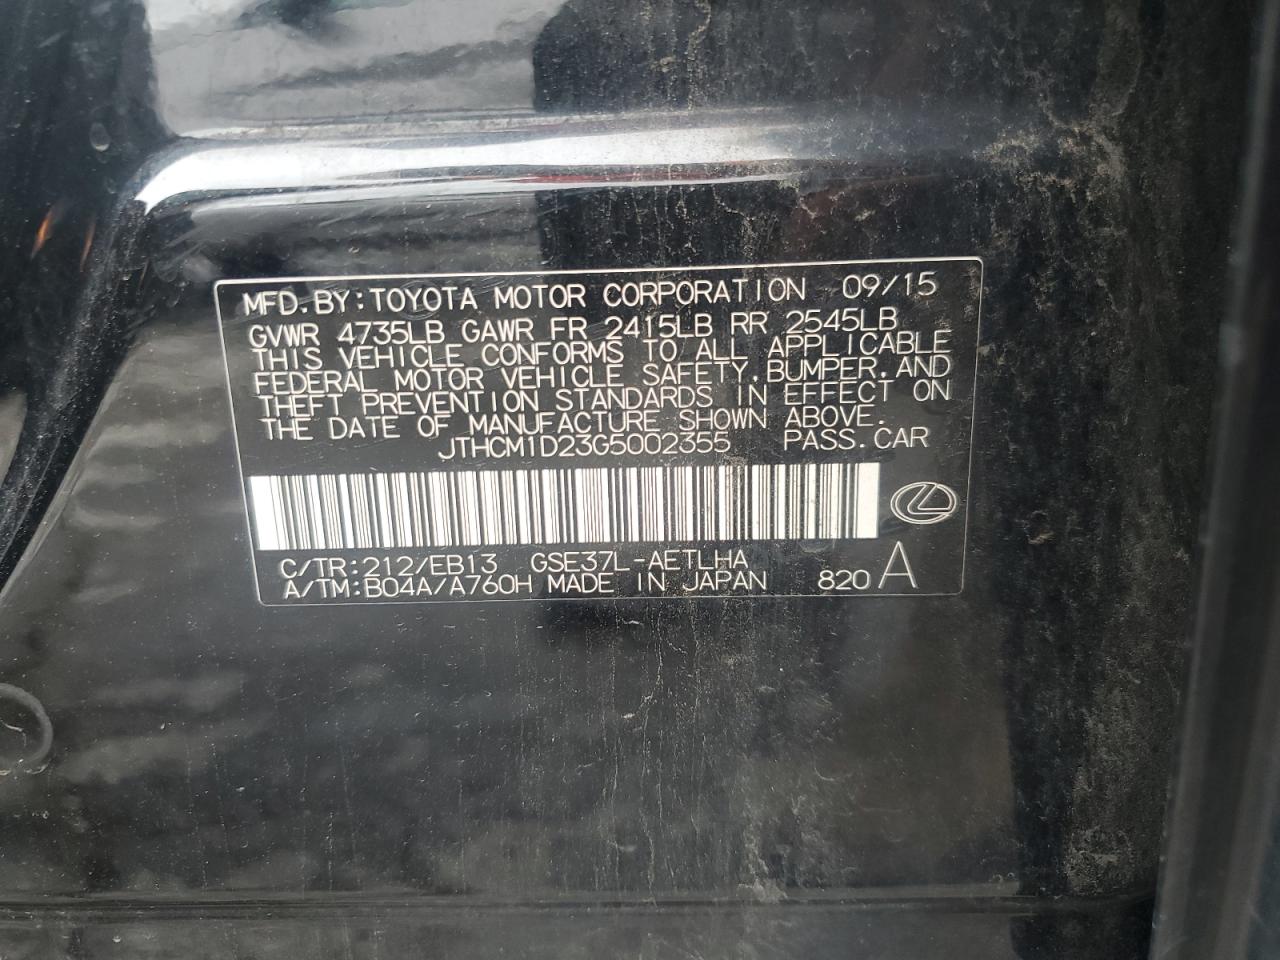 MFD.BY:TOYOTA MOTOR CORPORATION 09/15
GVWR 4735LB GAWR FR 2415LB RR 2545LB
THIS VEHICLE CONFORMS TO ALL APPLICABLE
FEDERAL MOTOR VEHICLE SAFETY,BUMPER,AND
THEFT PREVENTION STANDARDS IN EFFECT ON
THE DATE OF MANUFACTURE SHOWN ABOVE.
JTHCM1D23G5002355 PASS.CAR
C/TR:212/EB13 GSE37L-AETLHA
A/TM:B04A/A760H MADE IN JAPAN 820 A